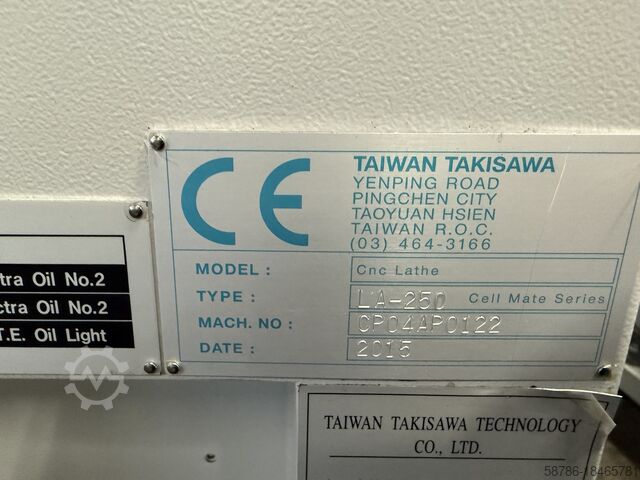 CE
TAIWAN TAKISAWA
YENPING ROAD
PINGCHEN CITY
TAOYUAN HSIEN
TAIWAN R.O.C.
(03) 464-3166
MODEL : Cnc Lathe
TYPE : LA-250 Cell Mate Series
MACH. NO : CP04AP0122
DATE : 2015
tra Oil No.2
ctra Oil No.2
T.E. Oil Light
TAIWAN TAKISAWA TECHNOLOGY
CO., LTD.
58786-18465781